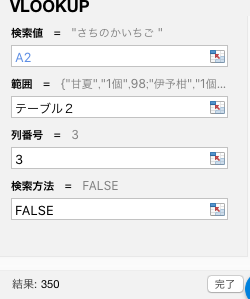 VLOOKUP
検索値 = "さちのかいちご "
A2
範囲 = {"甘夏","1個",98;"伊予柑","1個...
テーブル2
列番号 = 3
3
検索方法 = FALSE
FALSE
結果: 350
完了